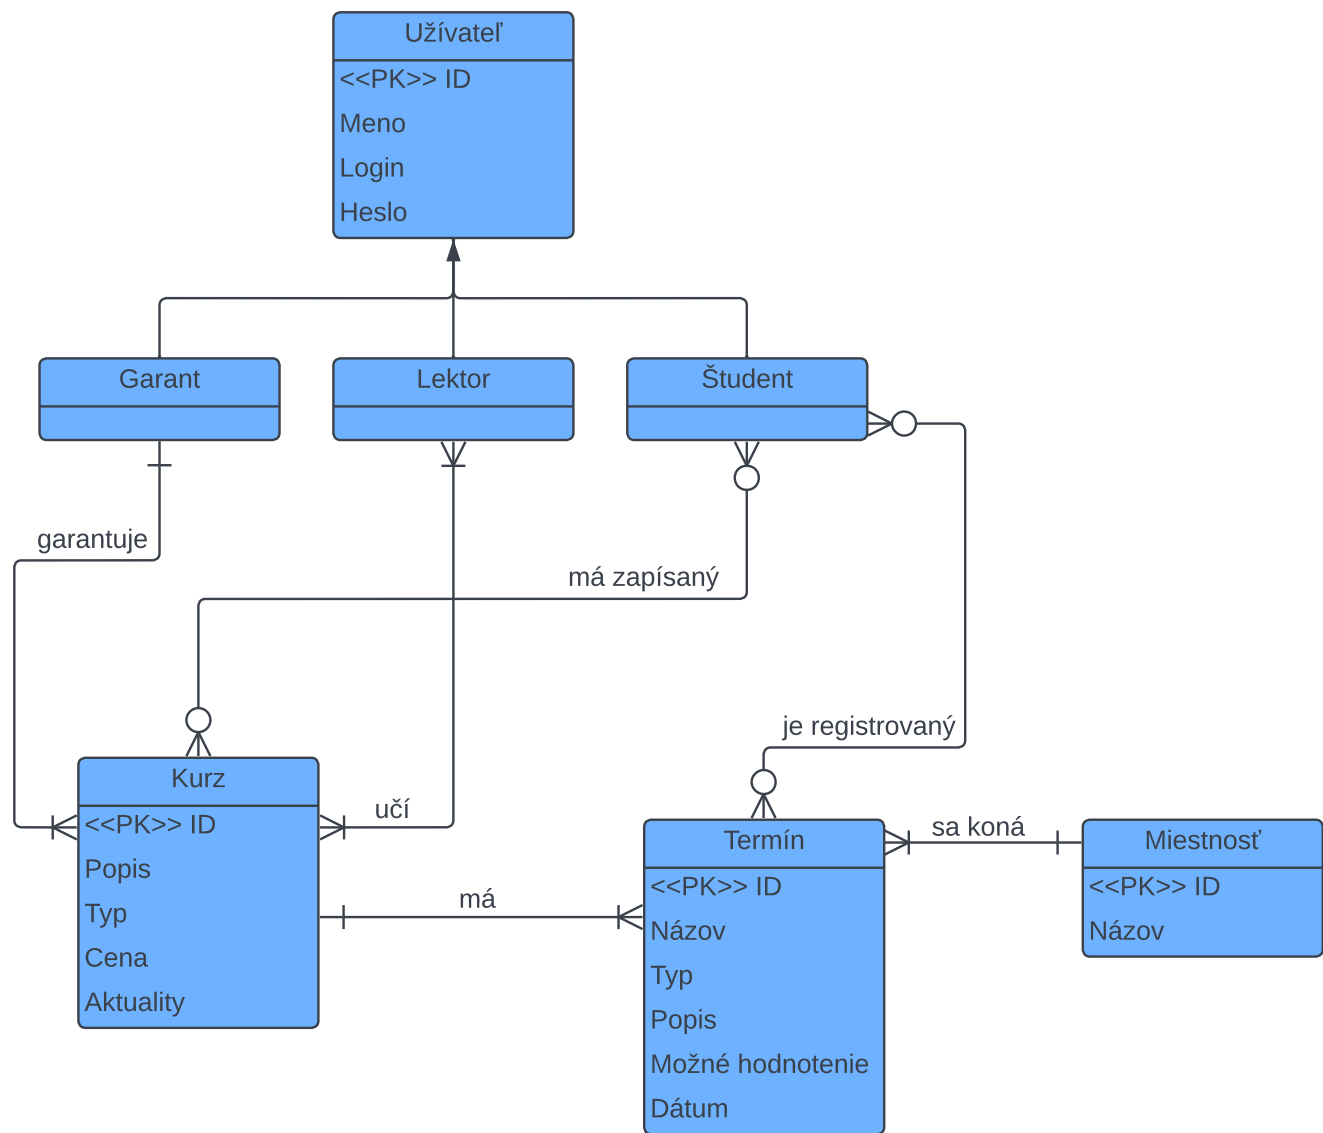 Užívateľ
<<PK>> ID
Meno
Login
Heslo
Garant
Lektor
Študent
garantuje
má zapísaný
je registrovaný
Kurz
<<PK>> ID
Popis
Typ
Cena
Aktuality
učí
má
Termín
<<PK>> ID
Názov
Typ
Popis
Možné hodnotenie
Dátum
sa koná
Miestnosť
<<PK>> ID
Názov